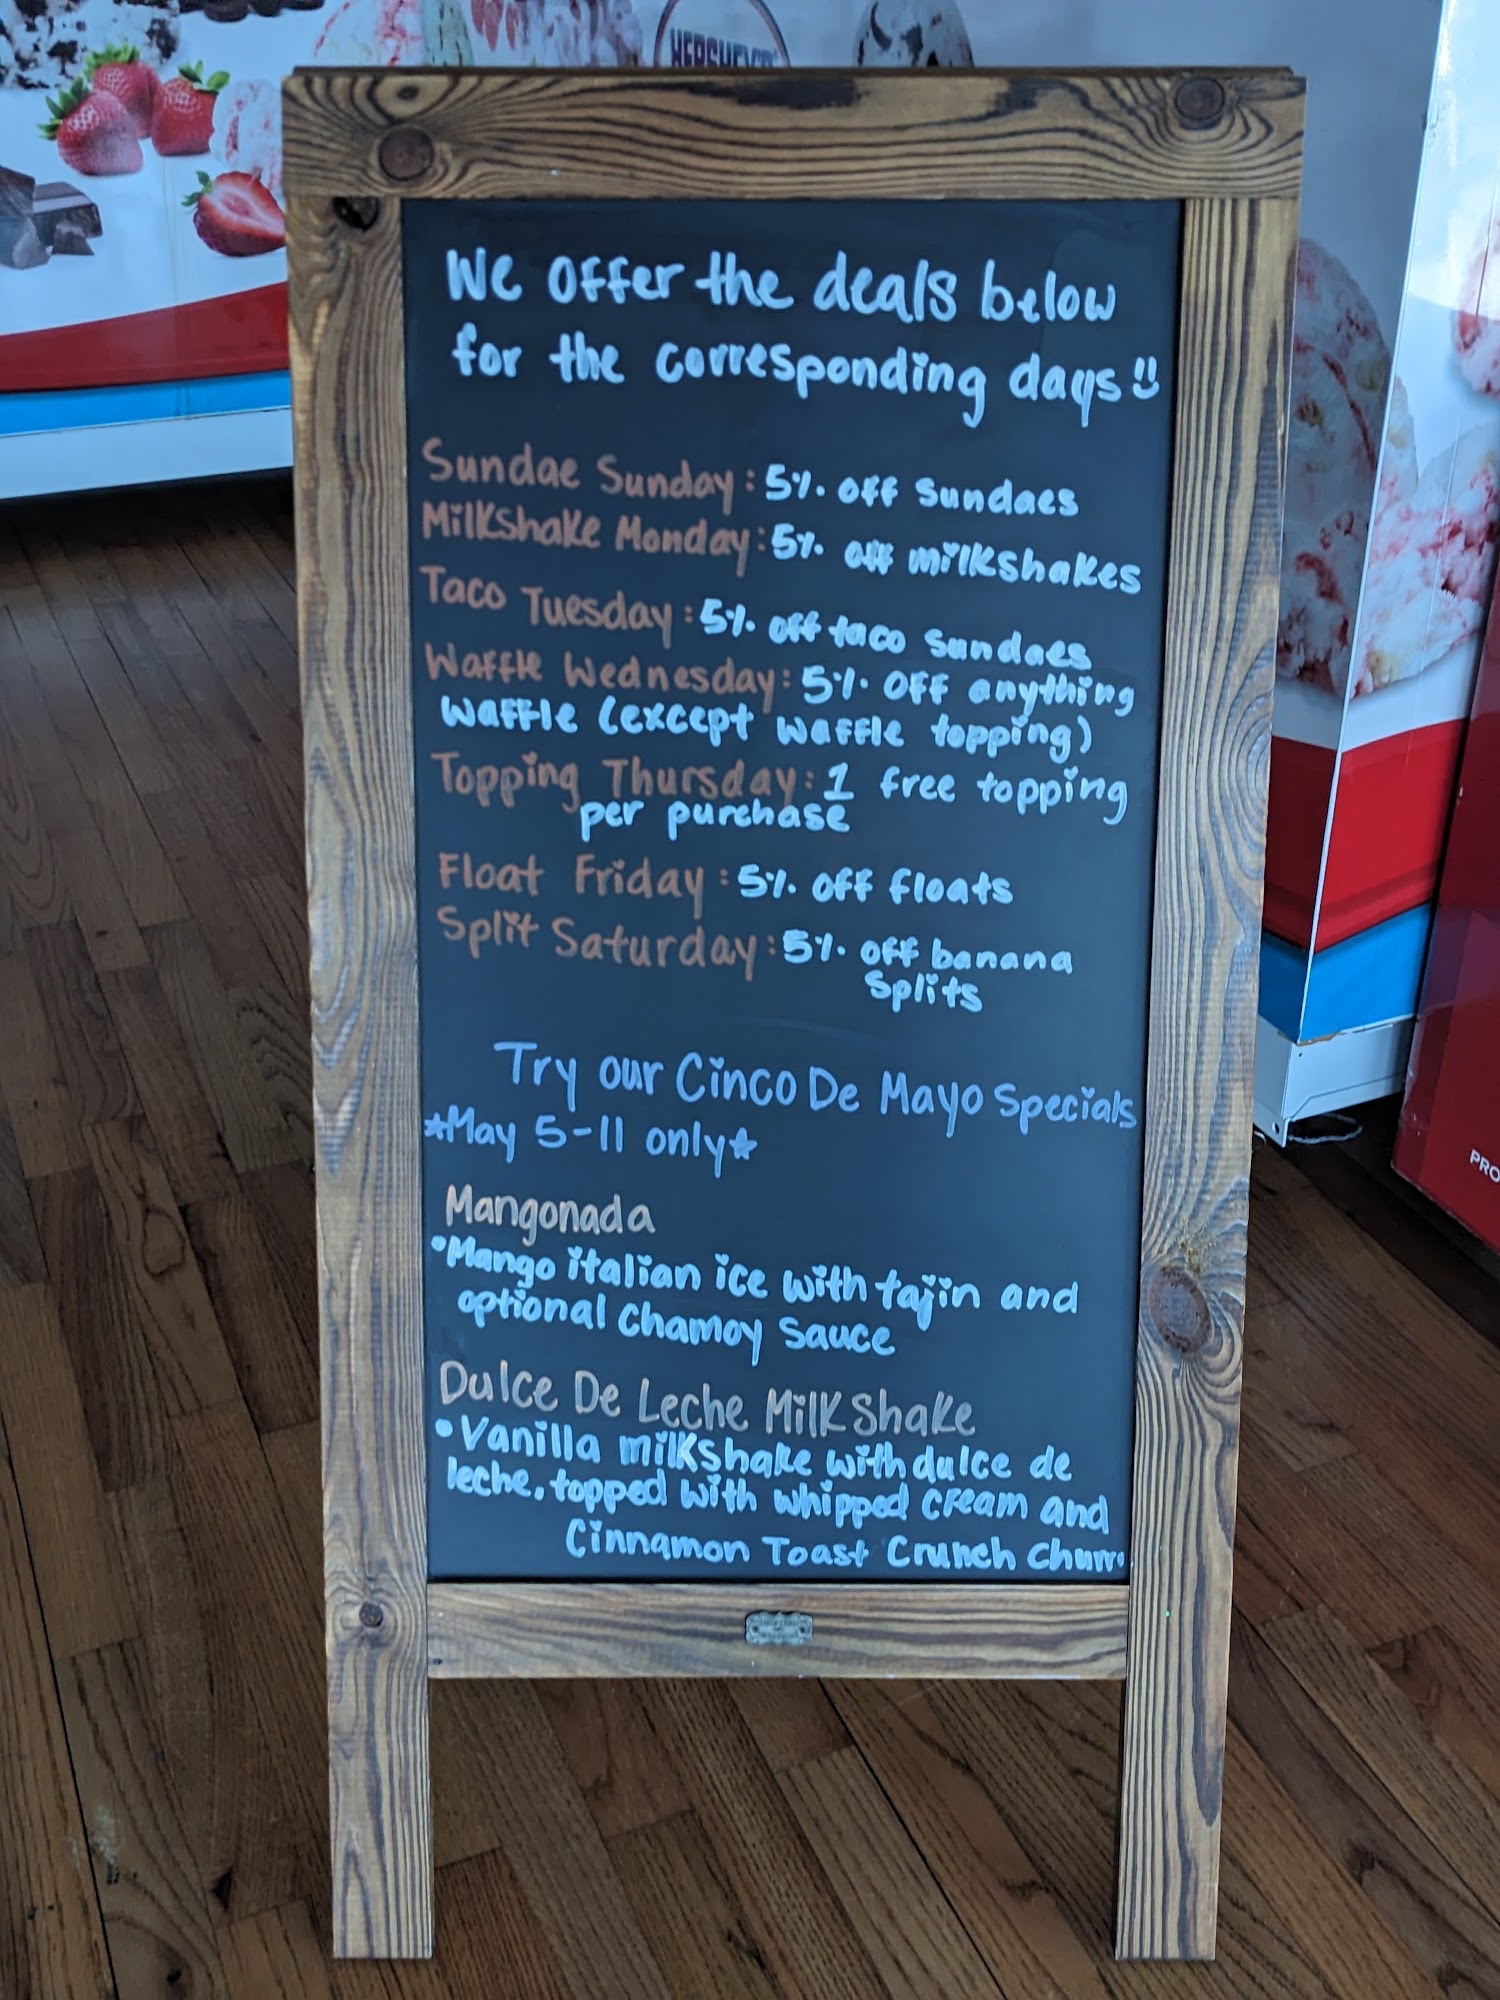 HERSHEY'S
We offer the deals below
for the corresponding days
Sundae Sunday: 5% off sundaes
Milkshake Monday: 5% off milkshakes
Taco Tuesday: 5% off taco sundaes
Waffle Wednesday: 5% off anything
waffle (except waffle topping)
Topping Thursday: 1 free topping
per purchase
Float Friday: 5% off floats
Split Saturday: 5% off banana
splits
Try our Cinco De Mayo Specials
*May 5-11 only*
Mangonada
•Mango italian ice with tajin and
optional Chamoy sauce
Dulce De Leche MilkShake
•Vanilla milkshake with dulce de
leche, topped with whipped cream and
Cinnamon Toast Crunch
PRO